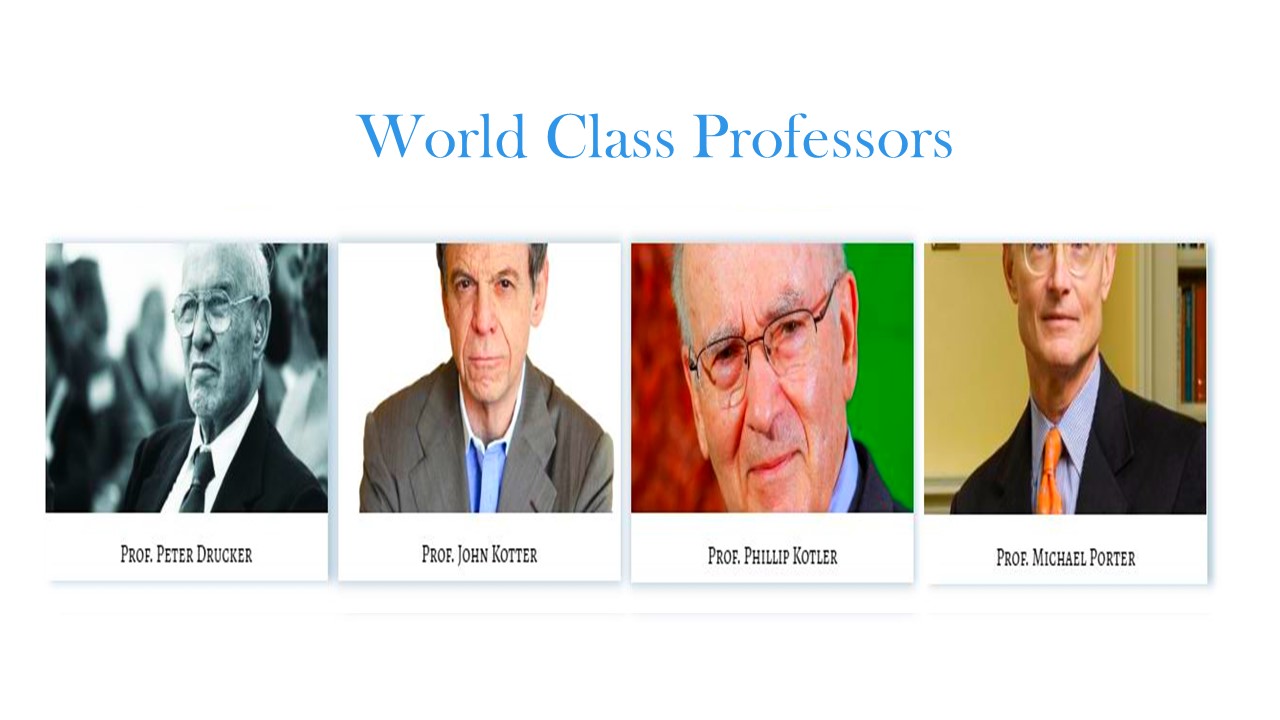 World Class Professors
Prof. Peter Drucker
Prof. John Kotter
Prof. Phillip Kotler
Prof. Michael Porter